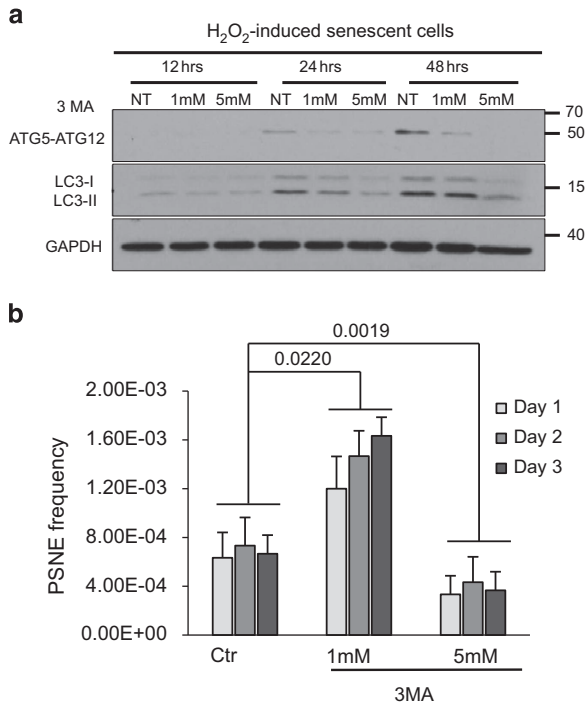 a
H₂O₂-induced senescent cells
12 hrs 24 hrs 48 hrs
3 MA NT 1mM 5mM NT 1mM 5mM NT 1mM 5mM
70
ATG5-ATG12 50
LC3-I
LC3-II 15
GAPDH 40
b
0.0019
0.0220
2.00E-03
1.60E-03
1.20E-03
8.00E-04
4.00E-04
0.00E+00
PSNE frequency
Day 1
Day 2
Day 3
Ctr 1mM 5mM
3MA